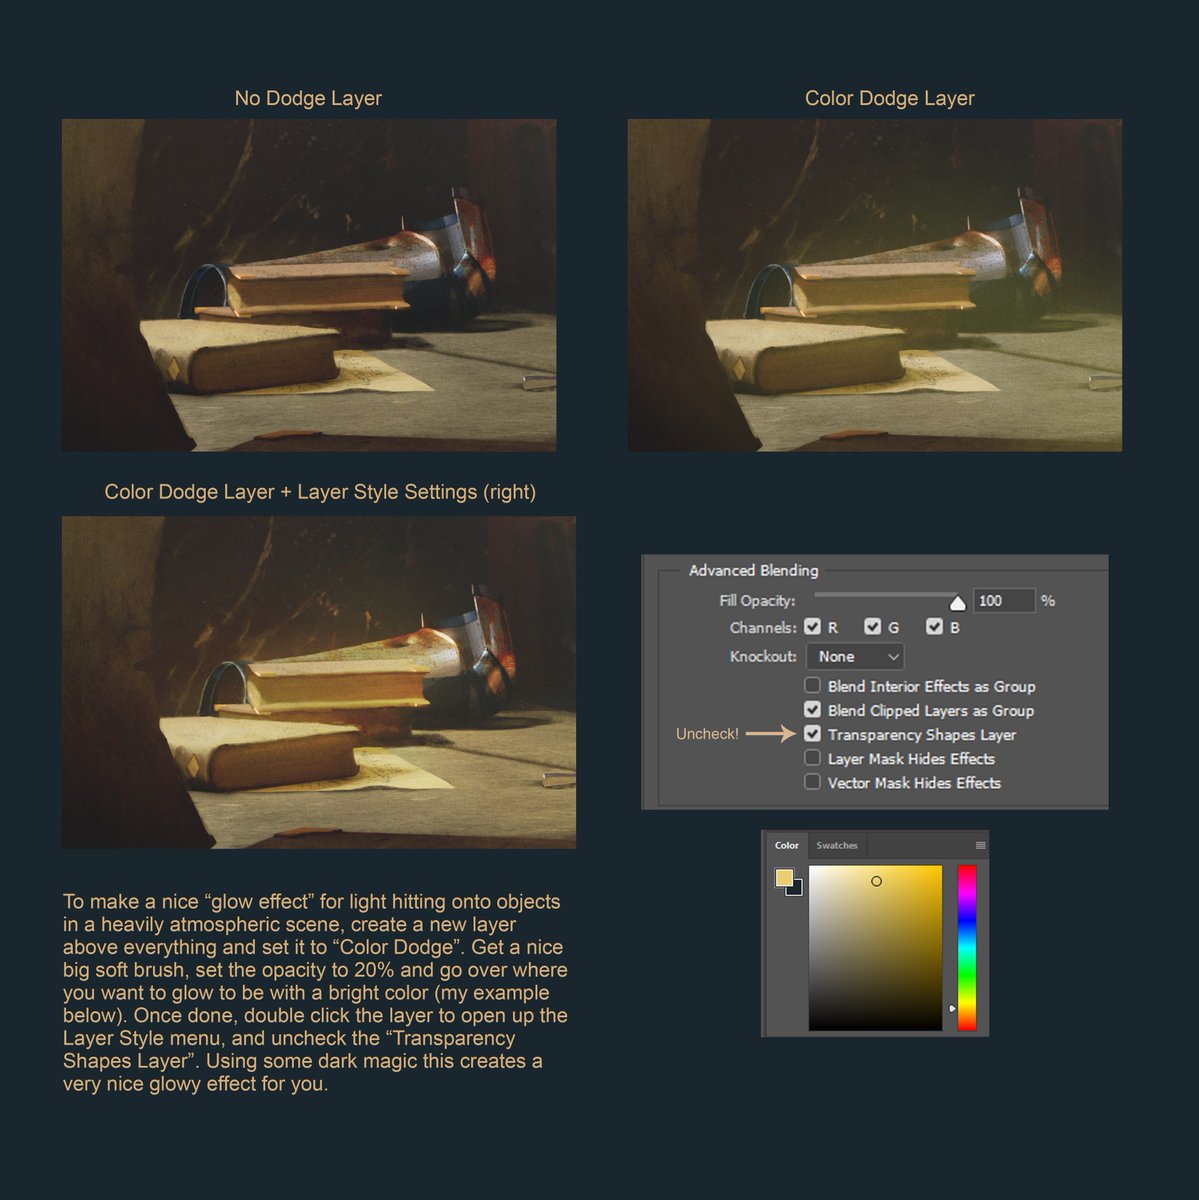 No Dodge Layer
Color Dodge Layer
Color Dodge Layer + Layer Style Settings (right)
Advanced Blending
Fill Opacity: 100 %
Channels: R G B
Knockout: None
Blend Interior Effects as Group
Blend Clipped Layers as Group
Uncheck! Transparency Shapes Layer
Layer Mask Hides Effects
Vector Mask Hides Effects
Color Swatches
To make a nice “glow effect” for light hitting onto objects
in a heavily atmospheric scene, create a new layer
above everything and set it to “Color Dodge”. Get a nice
big soft brush, set the opacity to 20% and go over where
you want to glow to be with a bright color (my example
below). Once done, double click the layer to open up the
Layer Style menu, and uncheck the “Transparency
Shapes Layer”. Using some dark magic this creates a
very nice glowy effect for you.